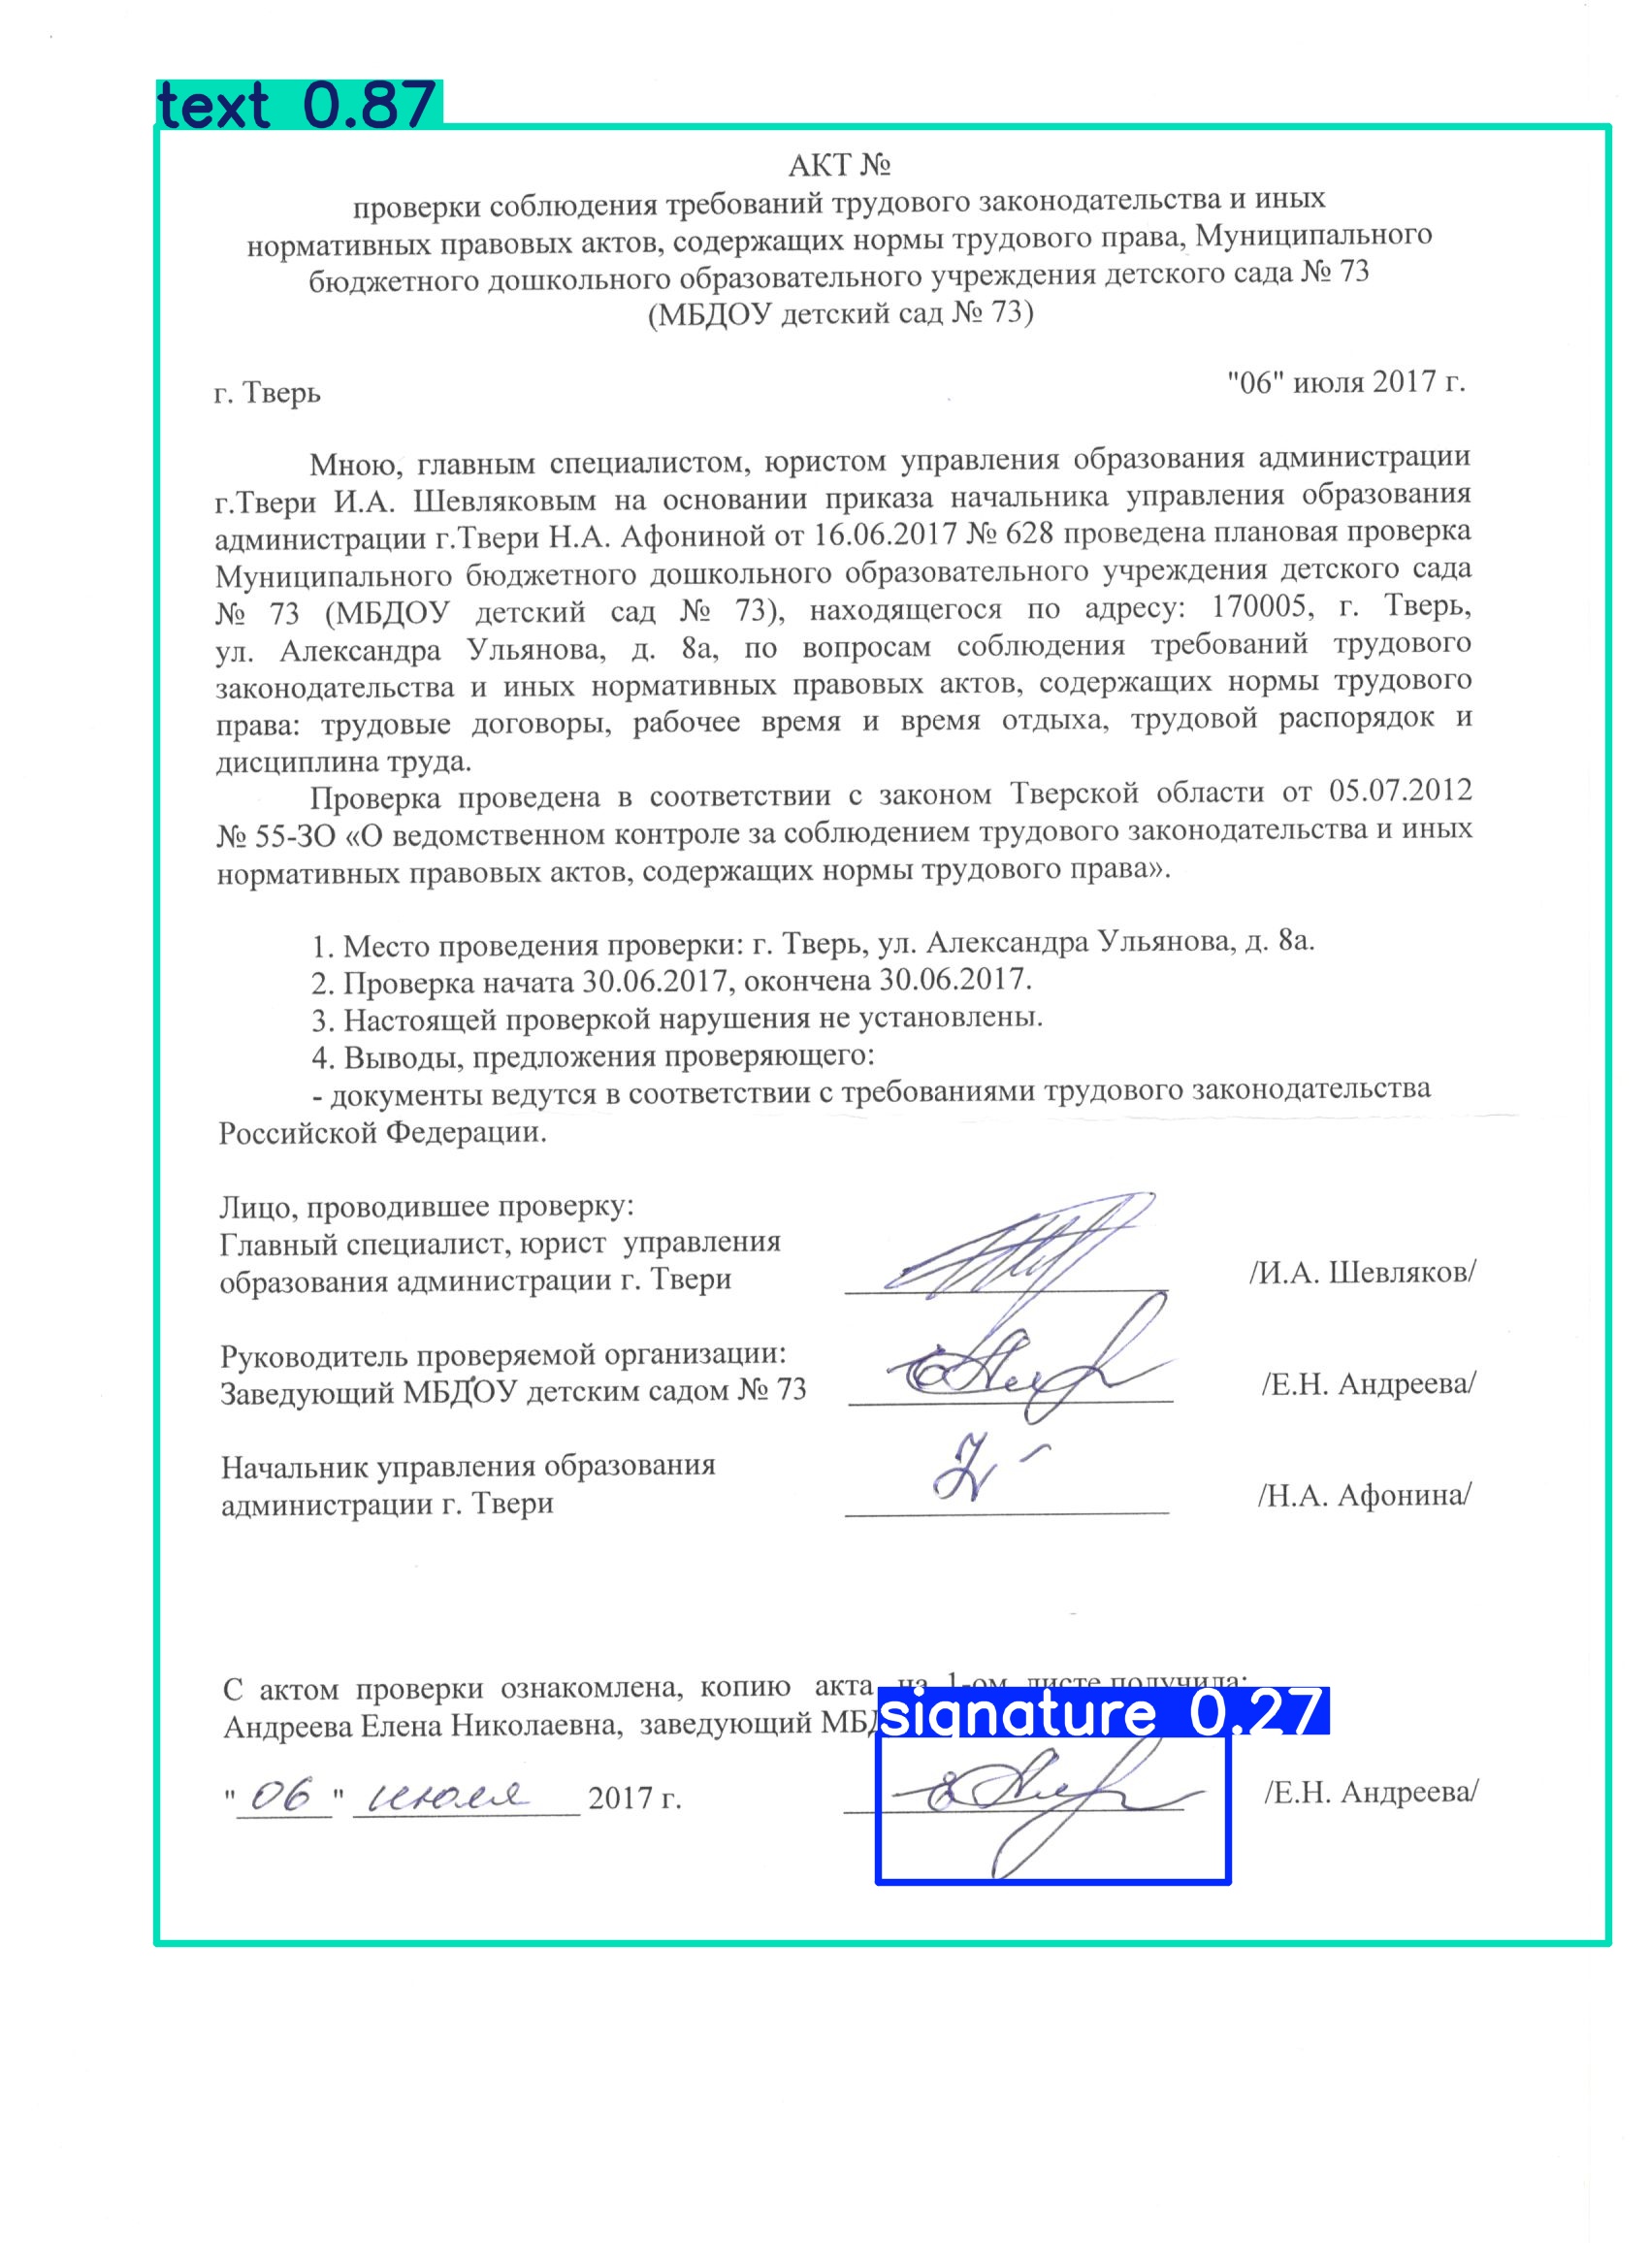 text 0.87
АКТ №
проверки соблюдения требований трудового законодательства и иных
нормативных правовых актов, содержащих нормы трудового права, Муниципального
бюджетного дошкольного образовательного учреждения детского сада № 73
(МБДОУ детский сад № 73)
г. Тверь "06" июля 2017 г.
Мною, главным специалистом, юристом управления образования администрации
г.Твери И.А. Шевляковым на основании приказа начальника управления образования
администрации г.Твери Н.А. Афониной от 16.06.2017 № 628 проведена плановая проверка
Муниципального бюджетного дошкольного образовательного учреждения детского сада
№ 73 (МБДОУ детский сад № 73), находящегося по адресу: 170005, г. Тверь,
ул. Александра Ульянова, д. 8а, по вопросам соблюдения требований трудового
законодательства и иных нормативных правовых актов, содержащих нормы трудового
права: трудовые договоры, рабочее время и время отдыха, трудовой распорядок и
дисциплина труда.
Проверка проведена в соответствии с законом Тверской области от 05.07.2012
№ 55-ЗО «О ведомственном контроле за соблюдением трудового законодательства и иных
нормативных правовых актов, содержащих нормы трудового права».
1. Место проведения проверки: г. Тверь, ул. Александра Ульянова, д. 8а.
2. Проверка начата 30.06.2017, окончена 30.06.2017.
3. Настоящей проверкой нарушения не установлены.
4. Выводы, предложения проверяющего:
- документы ведутся в соответствии с требованиями трудового законодательства
Российской Федерации.
Лицо, проводившее проверку:
Главный специалист, юрист управления
образования администрации г. Твери /И.А. Шевляков/
Руководитель проверяемой организации:
Заведующий МБДОУ детским садом № 73 /Е.Н. Андреева/
Начальник управления образования
администрации г. Твери /Н.А. Афонина/
С актом проверки ознакомлена, копию акта на 1-ом листе получила:
Андреева Елена Николаевна, заведующий МБД
signature 0.27
"06" июля 2017 г. /Е.Н. Андреева/